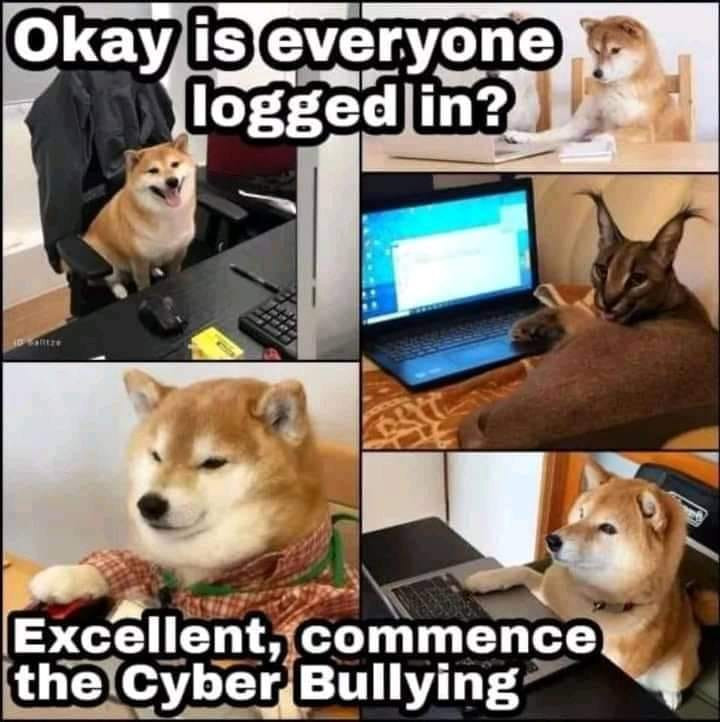 Okay is everyone
logged in?
Excellent, commence
the Cyber Bullying